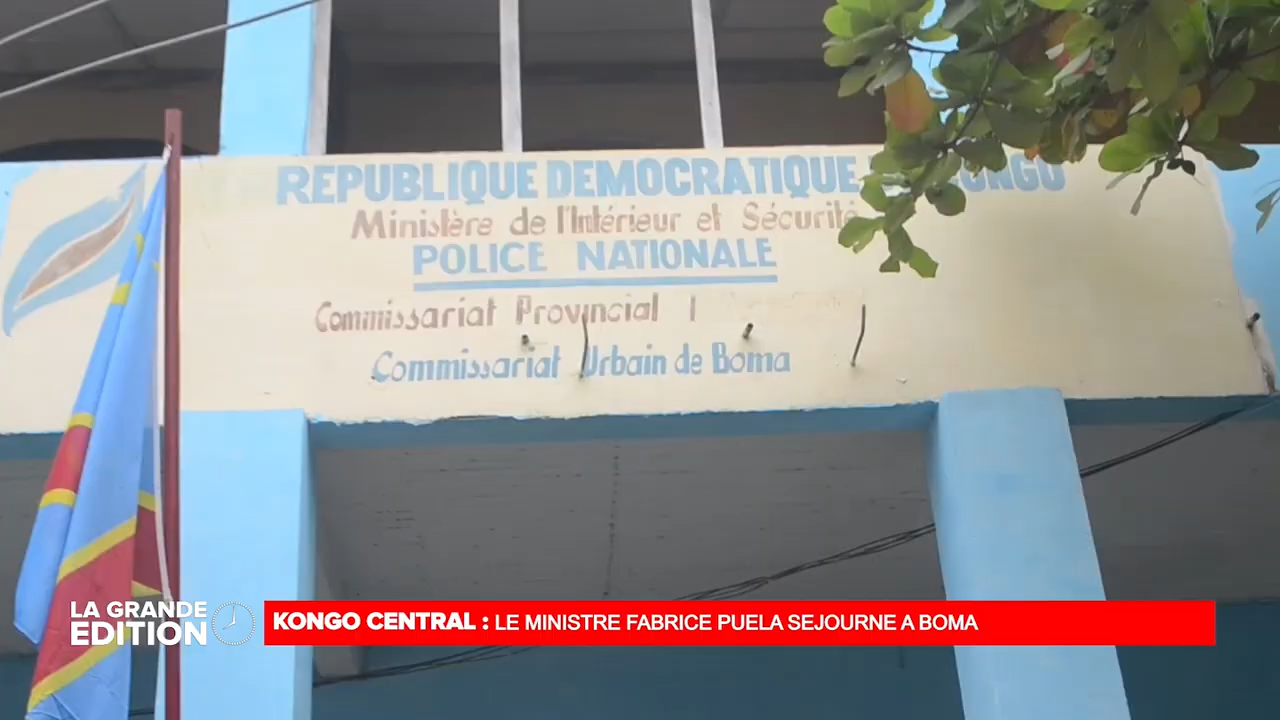 REPUBLIQUE DEMOCRATIQUE CONGO
Ministère de l'Intérieur et Sécurité
POLICE NATIONALE
Commissariat Provincial
Commissariat Urbain de Boma
LA GRANDE
EDITION
KONGO CENTRAL : LE MINISTRE FABRICE PUELA SEJOURNE A BOMA